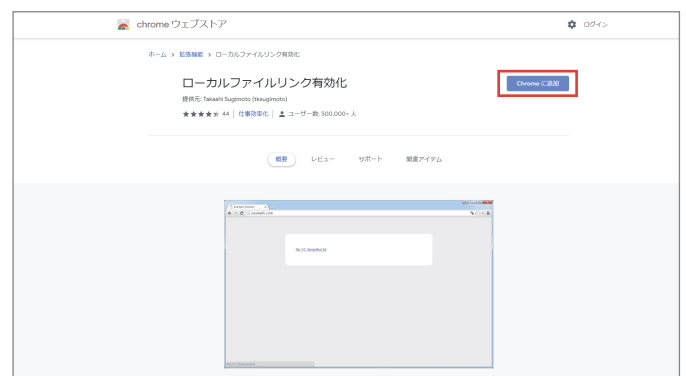 chrome ウェブストア
ログイン
ホーム > 拡張機能 > ローカルファイルリンク有効化
ローカルファイルリンク有効化
Chrome に追加
提供元: Takashi Sugimoto (tksugimoto)
44 仕事効率化 ユーザー数: 500,000+ 人
概要 レビュー サポート 関連アイテム
Example Domain
example.com